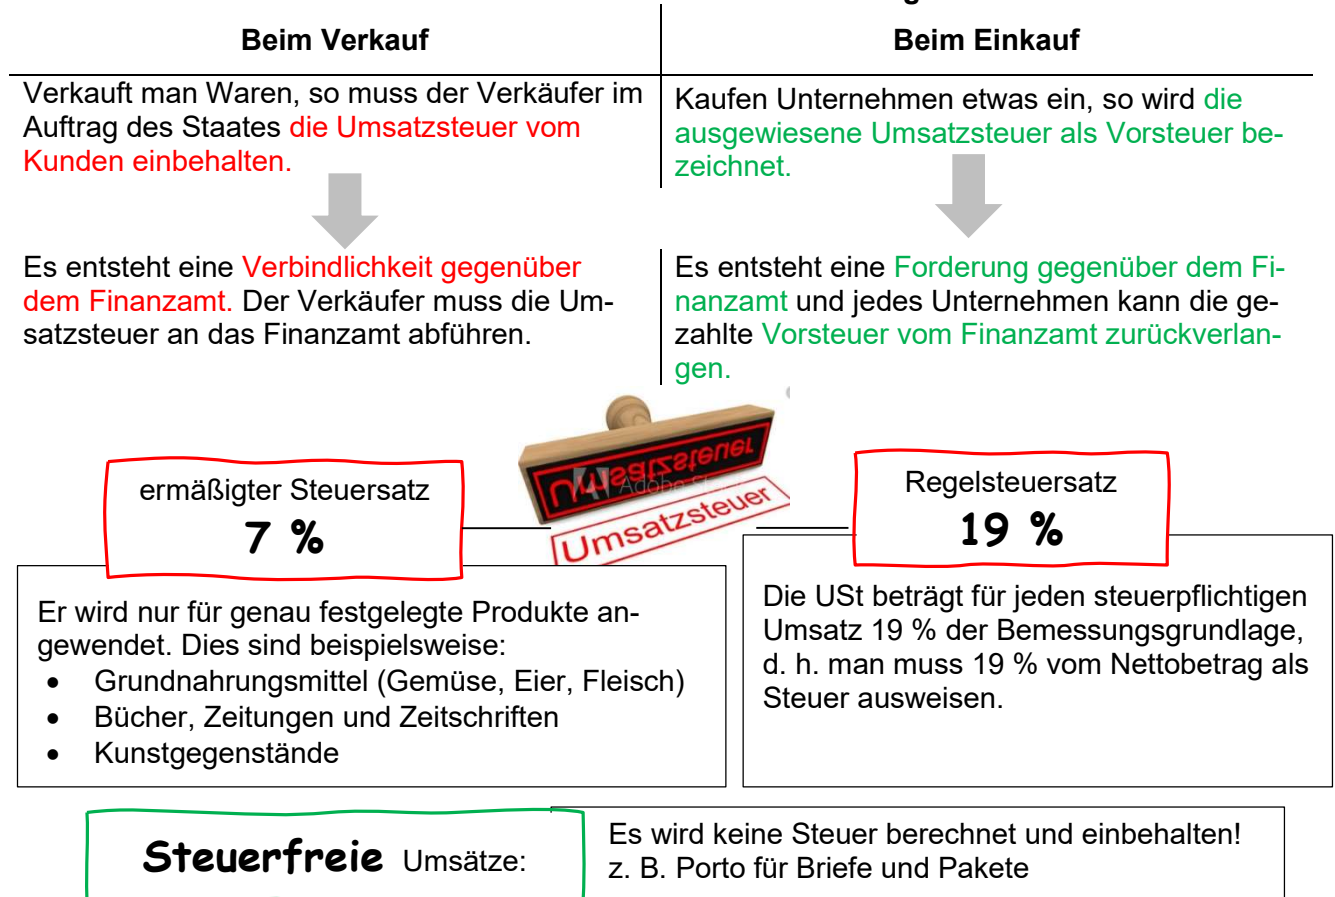 Beim Verkauf
Beim Einkauf
Verkauft man Waren, so muss der Verkäufer im
Auftrag des Staates die Umsatzsteuer vom
Kunden einbehalten.
Kaufen Unternehmen etwas ein, so wird die
ausgewiesene Umsatzsteuer als Vorsteuer be-
zeichnet.
Es entsteht eine Verbindlichkeit gegenüber
dem Finanzamt. Der Verkäufer muss die Um-
satzsteuer an das Finanzamt abführen.
Es entsteht eine Forderung gegenüber dem Fi-
nanzamt und jedes Unternehmen kann die ge-
zahlte Vorsteuer vom Finanzamt zurückverlan-
gen.
Umsatzsteuer
Umsatzsteuer
ermäßigter Steuersatz
7 %
Regelsteuersatz
19 %
Er wird nur für genau festgelegte Produkte an-
gewendet. Dies sind beispielsweise:
• Grundnahrungsmittel (Gemüse, Eier, Fleisch)
• Bücher, Zeitungen und Zeitschriften
• Kunstgegenstände
Die USt beträgt für jeden steuerpflichtigen
Umsatz 19 % der Bemessungsgrundlage,
d. h. man muss 19 % vom Nettobetrag als
Steuer ausweisen.
Steuerfreie Umsätze:
Es wird keine Steuer berechnet und einbehalten!
z. B. Porto für Briefe und Pakete